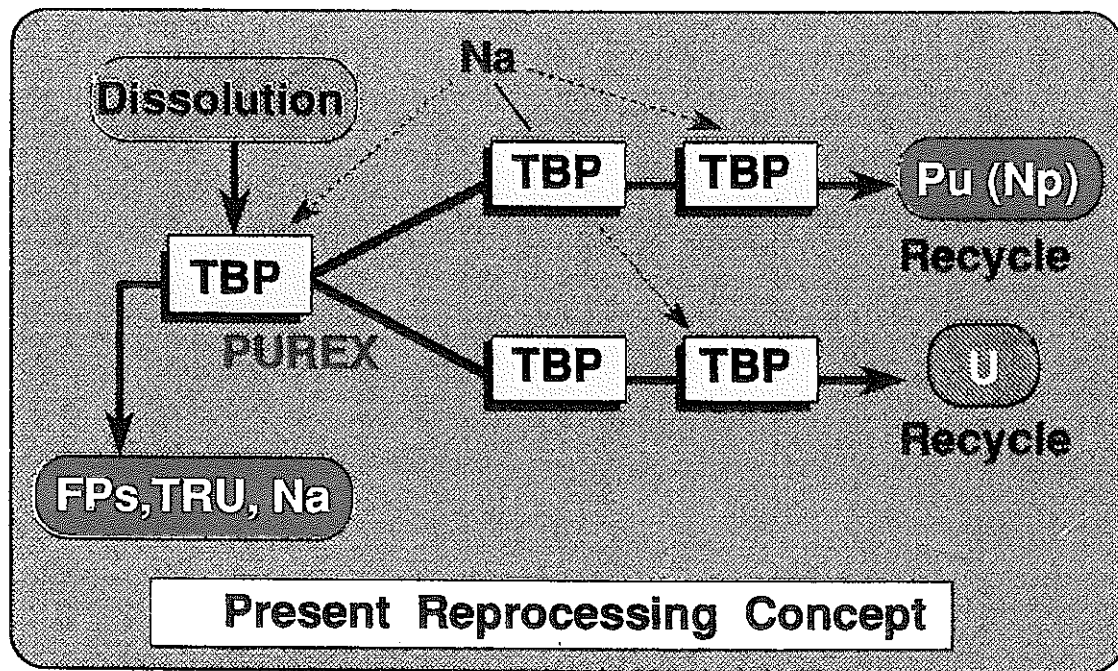 Na
Dissolution
TBP
TBP
Pu (Np)
Recycle
TBP
PUREX
TBP
TBP
U
Recycle
FPs,TRU, Na
Present Reprocessing Concept